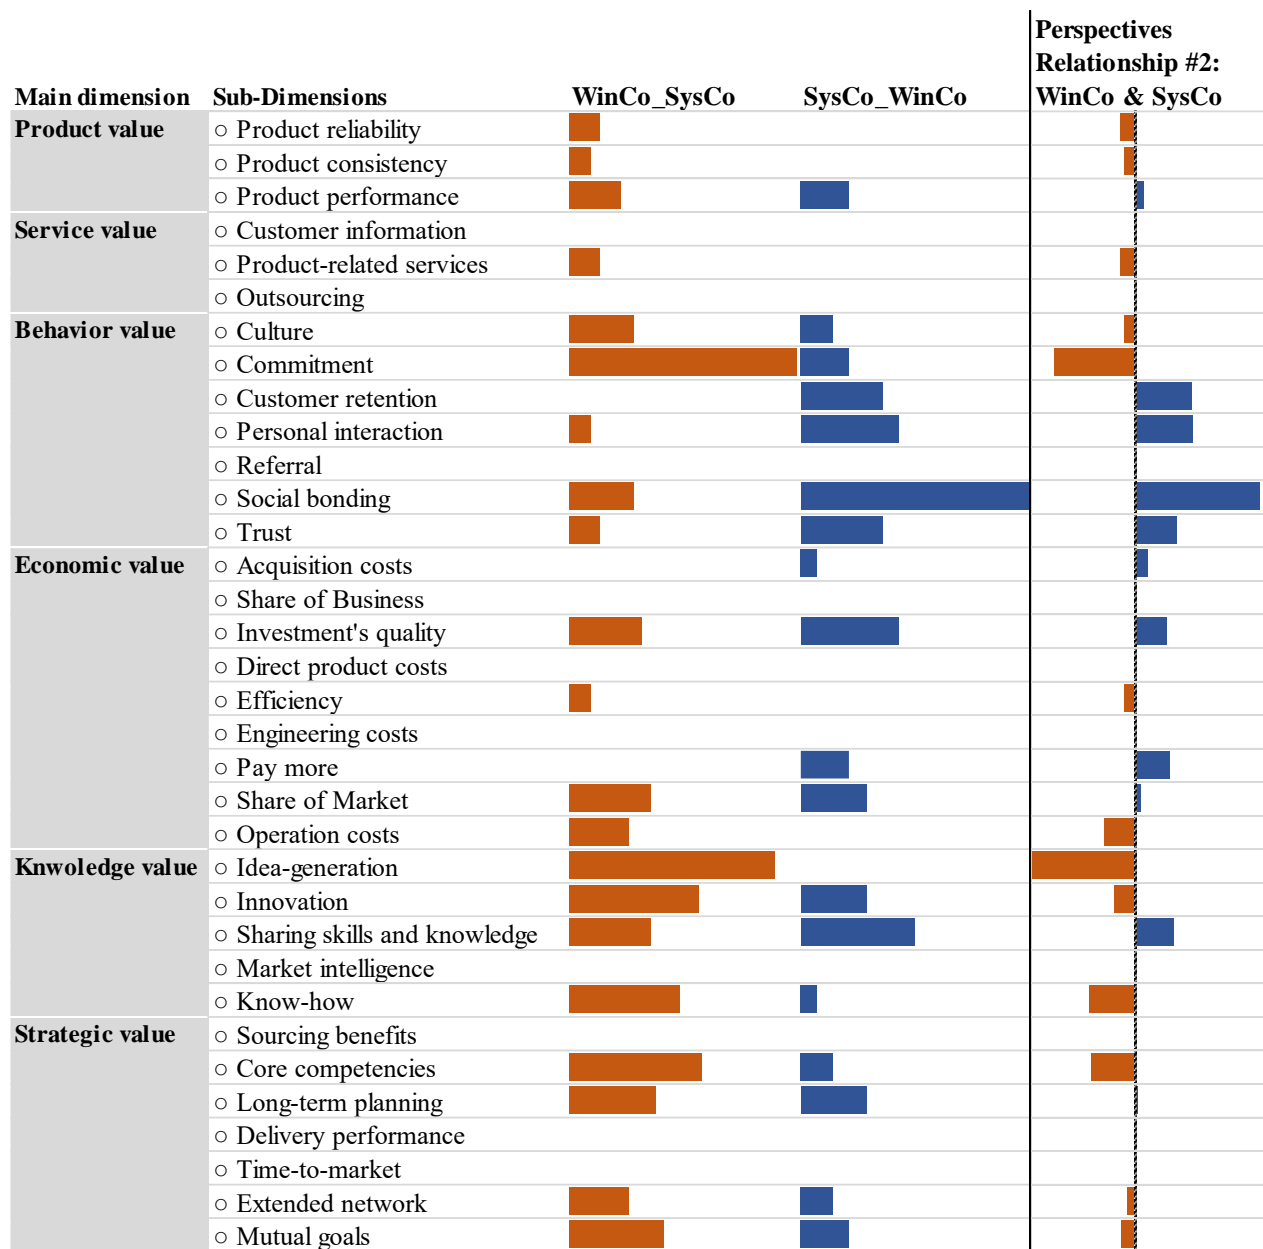 Perspectives
Relationship #2:
Main dimension Sub-Dimensions WinCo_SysCo SysCo_WinCo WinCo & SysCo
Product value ○ Product reliability
○ Product consistency
○ Product performance
Service value ○ Customer information
○ Product-related services
○ Outsourcing
Behavior value ○ Culture
○ Commitment
○ Customer retention
○ Personal interaction
○ Referral
○ Social bonding
○ Trust
Economic value ○ Acquisition costs
○ Share of Business
○ Investment's quality
○ Direct product costs
○ Efficiency
○ Engineering costs
○ Pay more
○ Share of Market
○ Operation costs
Knwoledge value ○ Idea-generation
○ Innovation
○ Sharing skills and knowledge
○ Market intelligence
○ Know-how
Strategic value ○ Sourcing benefits
○ Core competencies
○ Long-term planning
○ Delivery performance
○ Time-to-market
○ Extended network
○ Mutual goals